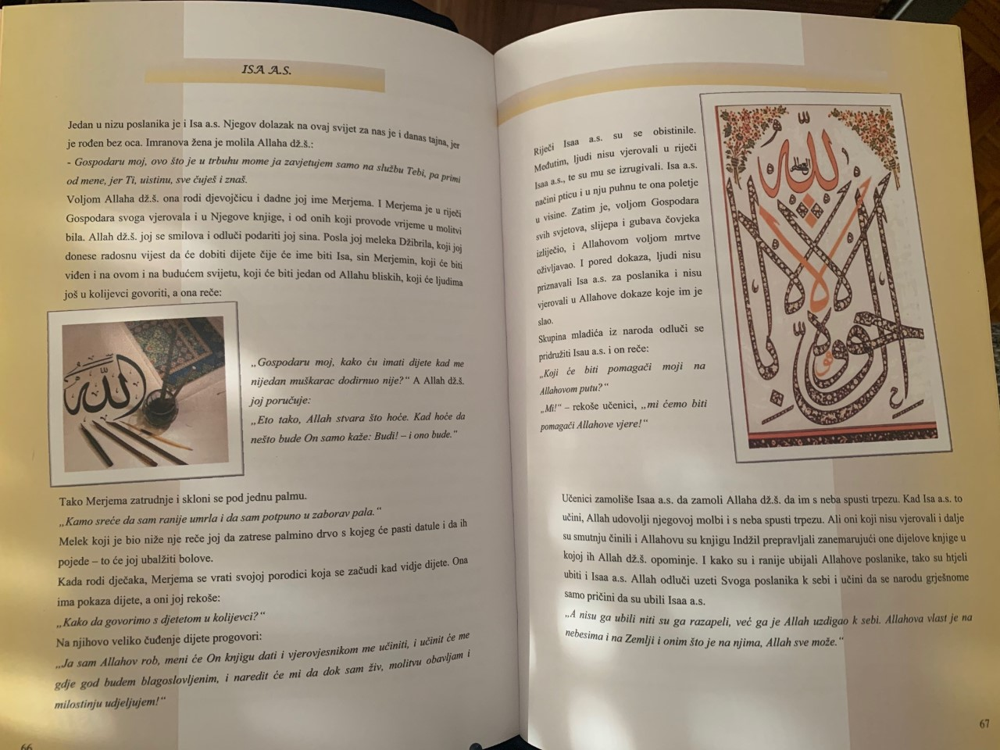 ISA A.S.
Jedan u nizu poslanika je i Isa a.s. Njegov dolazak na ovaj svijet za nas je i danas tajna, jer
je rođen bez oca. Imranova žena je molila Allaha dž.š.:
- Gospodaru moj, ovo što je u trbuhu mome ja zavjetujem samo na službu Tebi, pa primi
od mene, jer Ti, uistinu, sve čuješ i znaš.
Voljom Allaha dž.š. ona rodi djevojčicu i dadne joj ime Merjema. I Merjema je u riječi
Gospodara svoga vjerovala i u Njegove knjige, i od onih koji provode vrijeme u molitvi
bila. Allah dž.š. joj se smilova i odluči podariti joj sina. Posla joj meleka Džibrila, koji joj
donese radosnu vijest da će dobiti dijete čije će ime biti Isa, sin Merjemin, koji će biti
viđen i na ovom i na budućem svijetu, koji će biti jedan od Allahu bliskih, koji će ljudima
još u kolijevci govoriti, a ona reče:
الله
„Gospodaru moj, kako ću imati dijete kad me
nijedan muškarac dodirnuo nije?“ A Allah dž.š.
joj poručuje:
„Eto tako, Allah stvara što hoće. Kad hoće da
nešto bude On samo kaže: Budi! – i ono bude.“
Tako Merjema zatrudnje i skloni se pod jednu palmu.
„Kamo sreće da sam ranije umrla i da sam potpuno u zaborav pala.“
Melek koji je bio niže nje reče joj da zatrese palmino drvo s kojeg će pasti datule i da ih
pojede – to će joj ubalžiti bolove.
Kada rodi dječaka, Merjema se vrati svojoj porodici koja se začudi kad vidje dijete. Ona
ima pokaza dijete, a oni joj rekoše:
„Kako da govorimo s djetetom u kolijevci?“
Na njihovo veliko čuđenje dijete progovori:
„Ja sam Allahov rob, meni će On knjigu dati i vjerovjesnikom me učiniti, i učinit će me
gdje god budem blagoslovljenim, i naredit će mi da dok sam živ, molitvu obavljam i
milostinju udjeljujem!“
66
Riječi Isaa a.s. su se obistinile.
Međutim, ljudi nisu vjerovali u riječi
Isaa a.s., te su mu se izrugivali. Isa a.s.
načini pticu i u nju puhnu te ona poletje
u visine. Zatim je, voljom Gospodara
svih svjetova, slijepa i gubava čovjeka
izliječio, i Allahovom voljom mrtve
oživljavao. I pored dokaza, ljudi nisu
priznavali Isa a.s. za poslanika i nisu
vjerovali u Allahove dokaze koje im je
slao.
Skupina mladića iz naroda odluči se
pridružiti Isau a.s. i on reče:
„Koji će biti pomagači moji na
Allahovom putu?“
„Mi!“ – rekoše učenici, „mi ćemo biti
pomagači Allahove vjere!“
Učenici zamoliše Isaa a.s. da zamoli Allaha dž.š. da im s neba spusti trpezu. Kad Isa a.s. to
učini, Allah udovolji njegovoj molbi i s neba spusti trpezu. Ali oni koji nisu vjerovali i dalje
su smutnju činili i Allahovu su knjigu Indžil prepravljali zanemarujući one dijelove knjige u
kojoj ih Allah dž.š. opominje. I kako su i ranije ubijali Allahove poslanike, tako su htjeli
ubiti i Isaa a.s. Allah odluči uzeti Svoga poslanika k sebi i učini da se narodu grješnome
samo pričini da su ubili Isaa a.s.
„A nisu ga ubili niti su ga razapeli, već ga je Allah uzdigao k sebi. Allahova vlast je na
nebesima i na Zemlji i onim što je na njima, Allah sve može.“
67